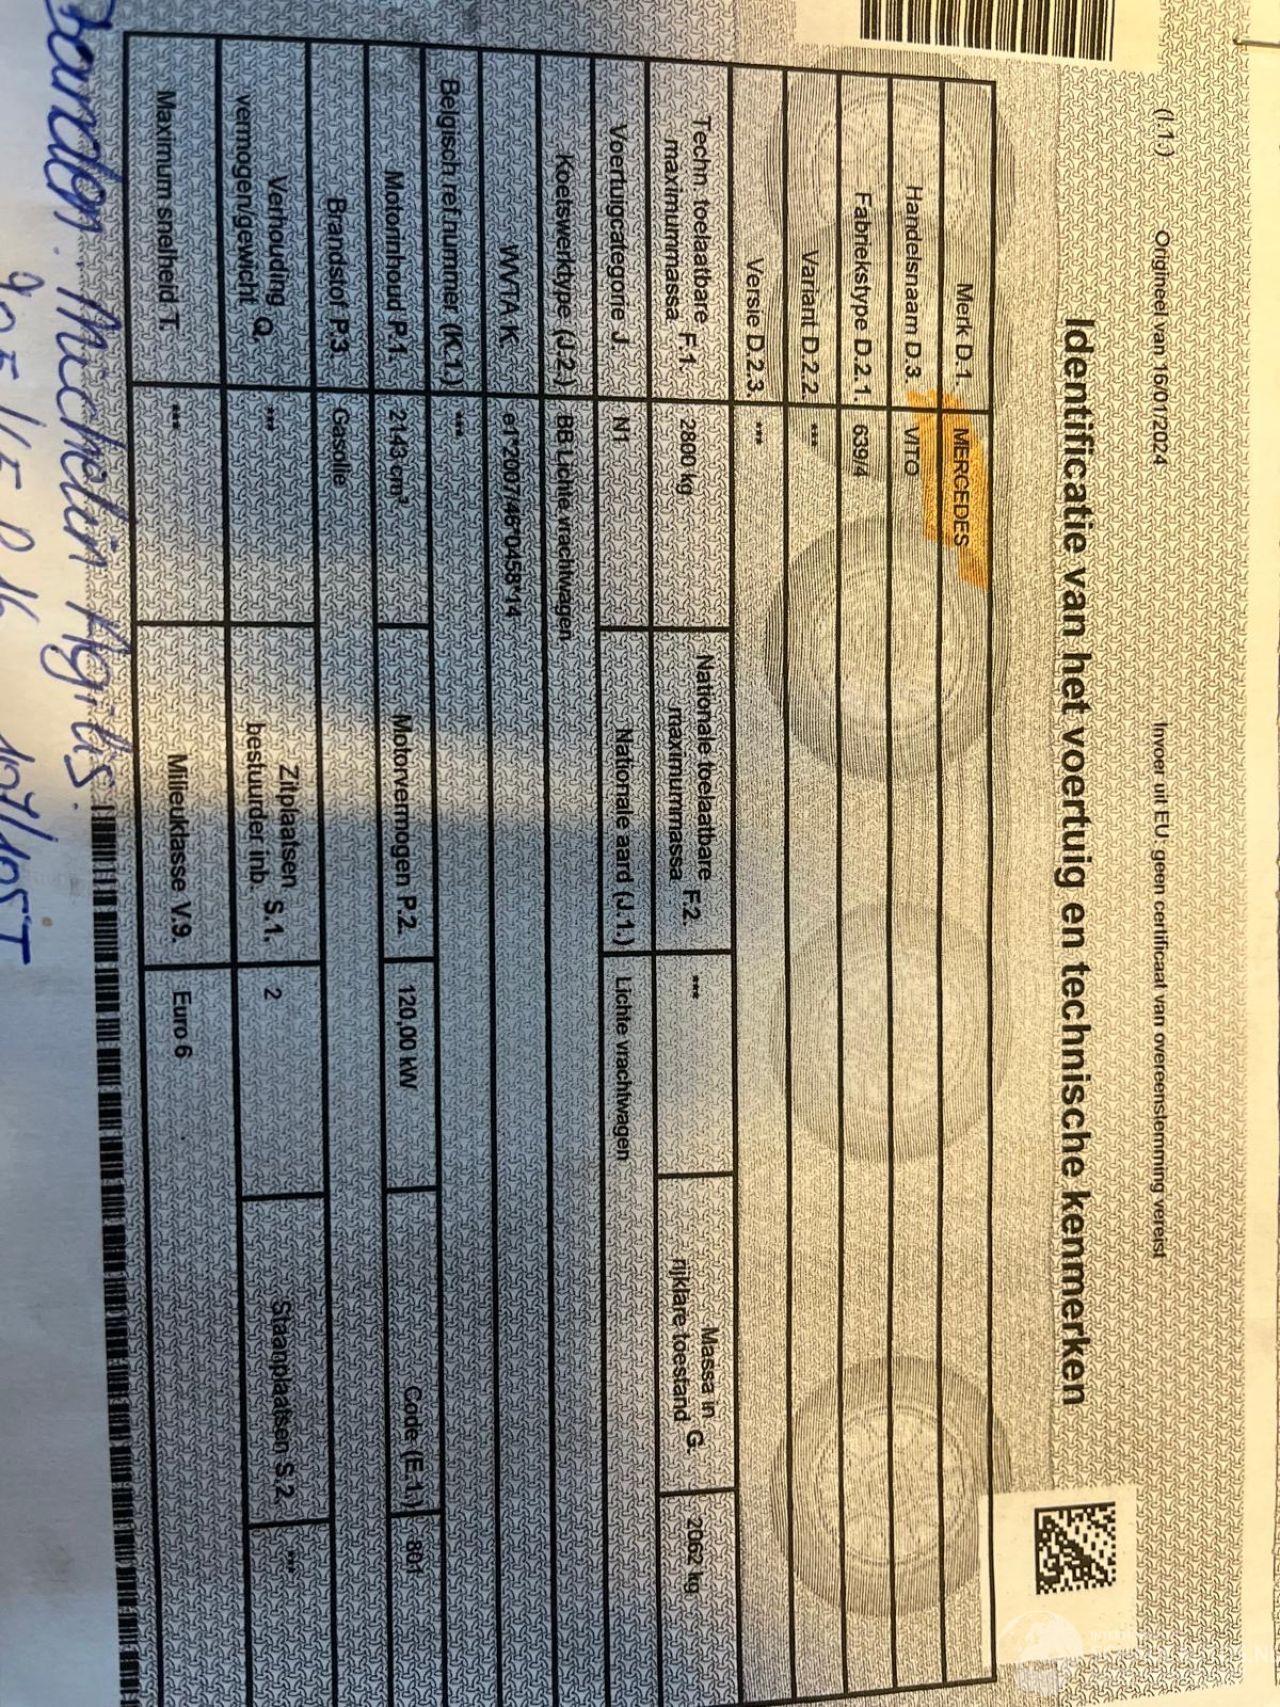 (I.1.) Origineel van 16/01/2024 Invoer uit EU: geen certificaat van overeenstemming vereist
Identificatie van het voertuig en technische kenmerken
Merk D.1. MERCEDES
Handelsnaam D.3. VITO
Fabriekstype D.2.1. 639/4
Variant D.2.2. ***
Versie D.2.3. ***
Techn. toelaatbare maximummassa F.1. 2800 kg Nationale toelaatbare maximummassa F.2. *** Massa in rijklare toestand G. 2062 kg
Voertuigcategorie J. N1 Nationale aard (J.1.) Lichte vrachtwagen
Koetswerktype (J.2.) BB Lichte vrachtwagen
WVTA K. e1*2007/46*0458*14
Belgisch ref.nummer (K.1.) ***
Motorinhoud P.1. 2143 cm³ Motorvermogen P.2. 120,00 kW Code (E.1.) 801
Brandstof P.3. Gasolie
Verhouding vermogen/gewicht Q. *** Zitplaatsen bestuurder inb. S.1. 2 Staanplaatsen S.2. ***
Maximum snelheid T. *** Milieuklasse V.9. Euro 6
banden. Michelin Agilis.